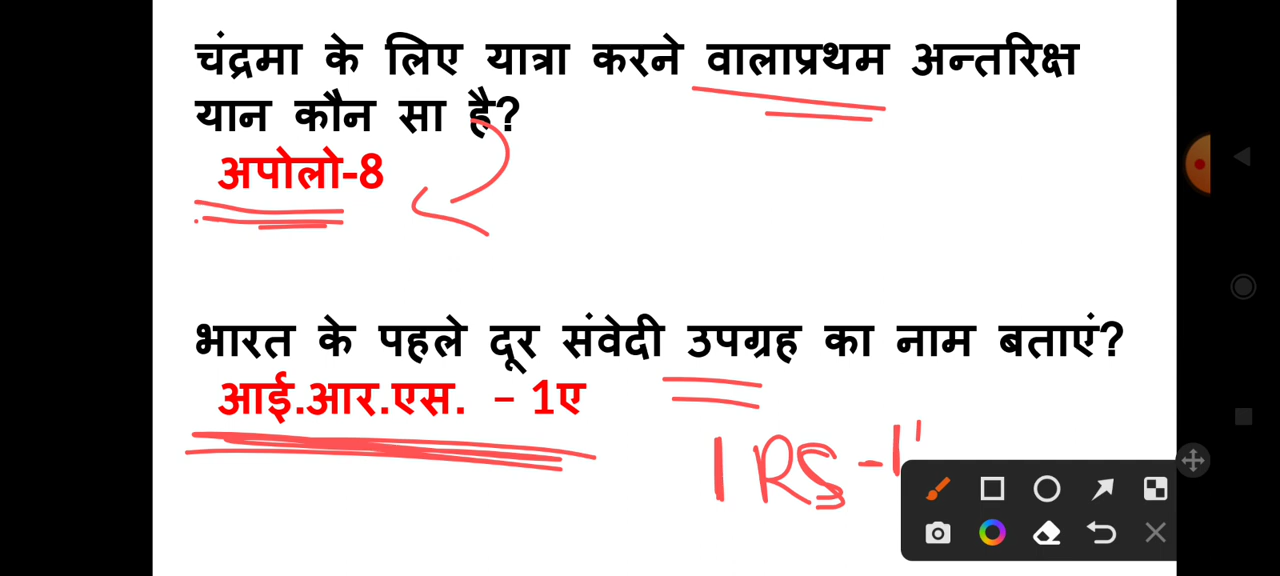 चंद्रमा के लिए यात्रा करने वालाप्रथम अन्तरिक्ष
यान कौन सा है?
अपोलो-8
भारत के पहले दूर संवेदी उपग्रह का नाम बताएं?
आई.आर.एस. – 1ए
IRS-1